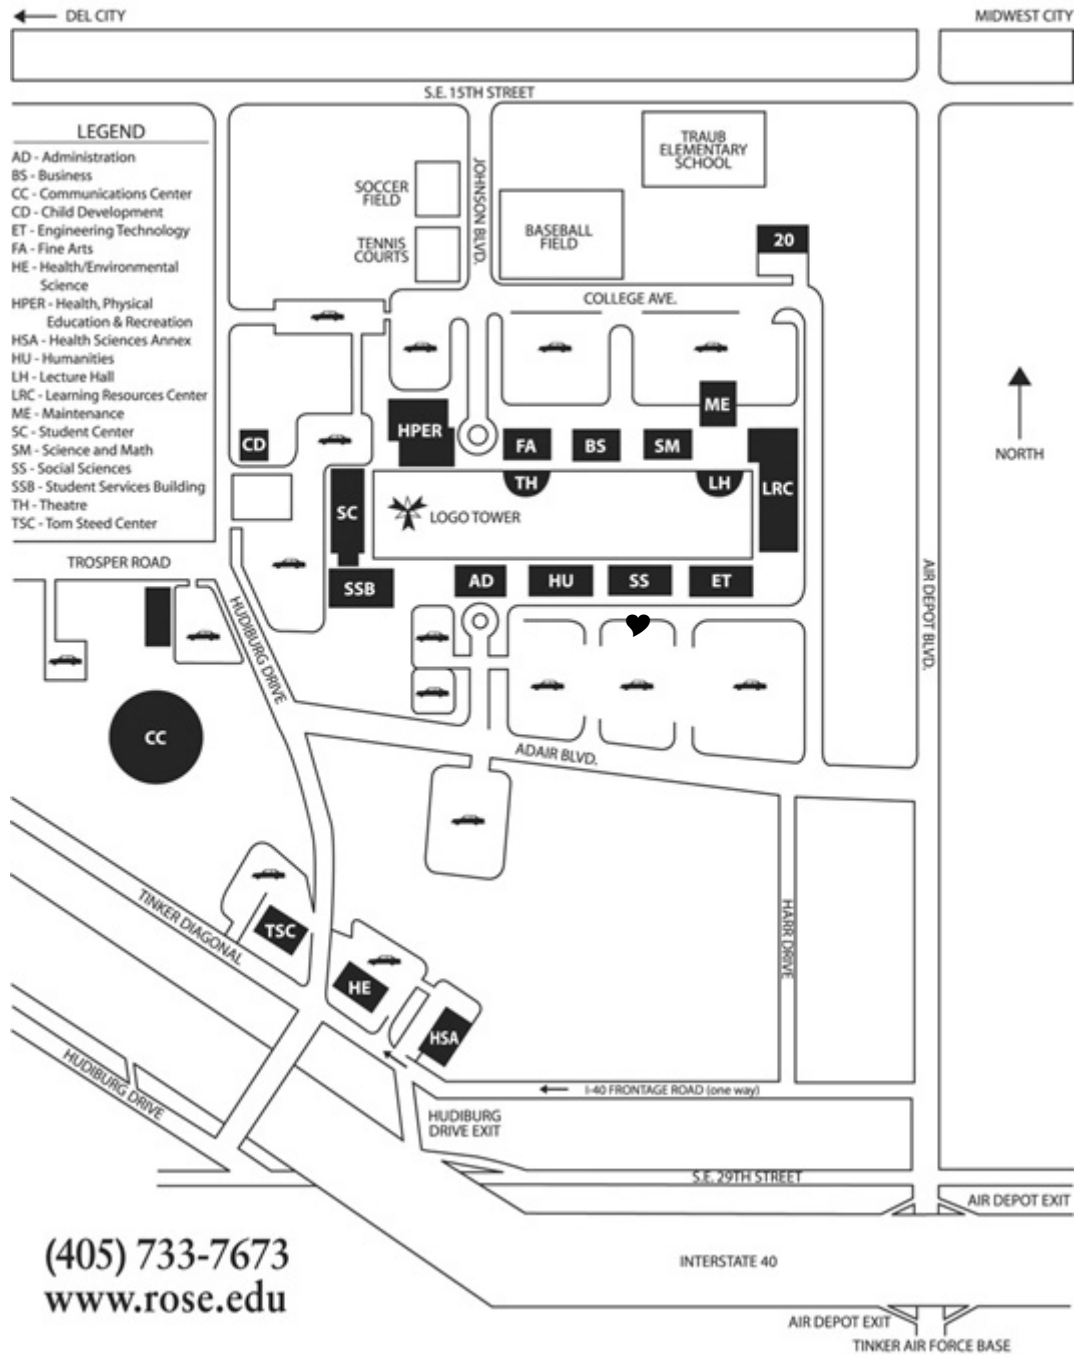 DEL CITY
MIDWEST CITY
S.E. 15TH STREET
LEGEND
AD - Administration
BS - Business
CC - Communications Center
CD - Child Development
ET - Engineering Technology
FA - Fine Arts
HE - Health/Environmental
Science
HPER - Health, Physical
Education & Recreation
HSA - Health Sciences Annex
HU - Humanities
LH - Lecture Hall
LRC - Learning Resources Center
ME - Maintenance
SC - Student Center
SM - Science and Math
SS - Social Sciences
SSB - Student Services Building
TH - Theatre
TSC - Tom Steed Center
TRAUB
ELEMENTARY
SCHOOL
SOCCER
FIELD
JOHNSON BLVD.
TENNIS
COURTS
BASEBALL
FIELD
20
COLLEGE AVE.
NORTH
HPER
ME
CD
FA
BS
SM
TH
LH
LRC
SC
LOGO TOWER
TROSPER ROAD
SSB
AD
HU
SS
ET
AIR DEPOT BLVD.
HUDIBURG DRIVE
CC
ADAIR BLVD.
TINKER DIAGONAL
TSC
HARR DRIVE
HE
HSA
HUDIBURG DRIVE
I-40 FRONTAGE ROAD (one way)
HUDIBURG
DRIVE EXIT
S.E. 29TH STREET
AIR DEPOT EXIT
(405) 733-7673
www.rose.edu
INTERSTATE 40
AIR DEPOT EXIT
TINKER AIR FORCE BASE